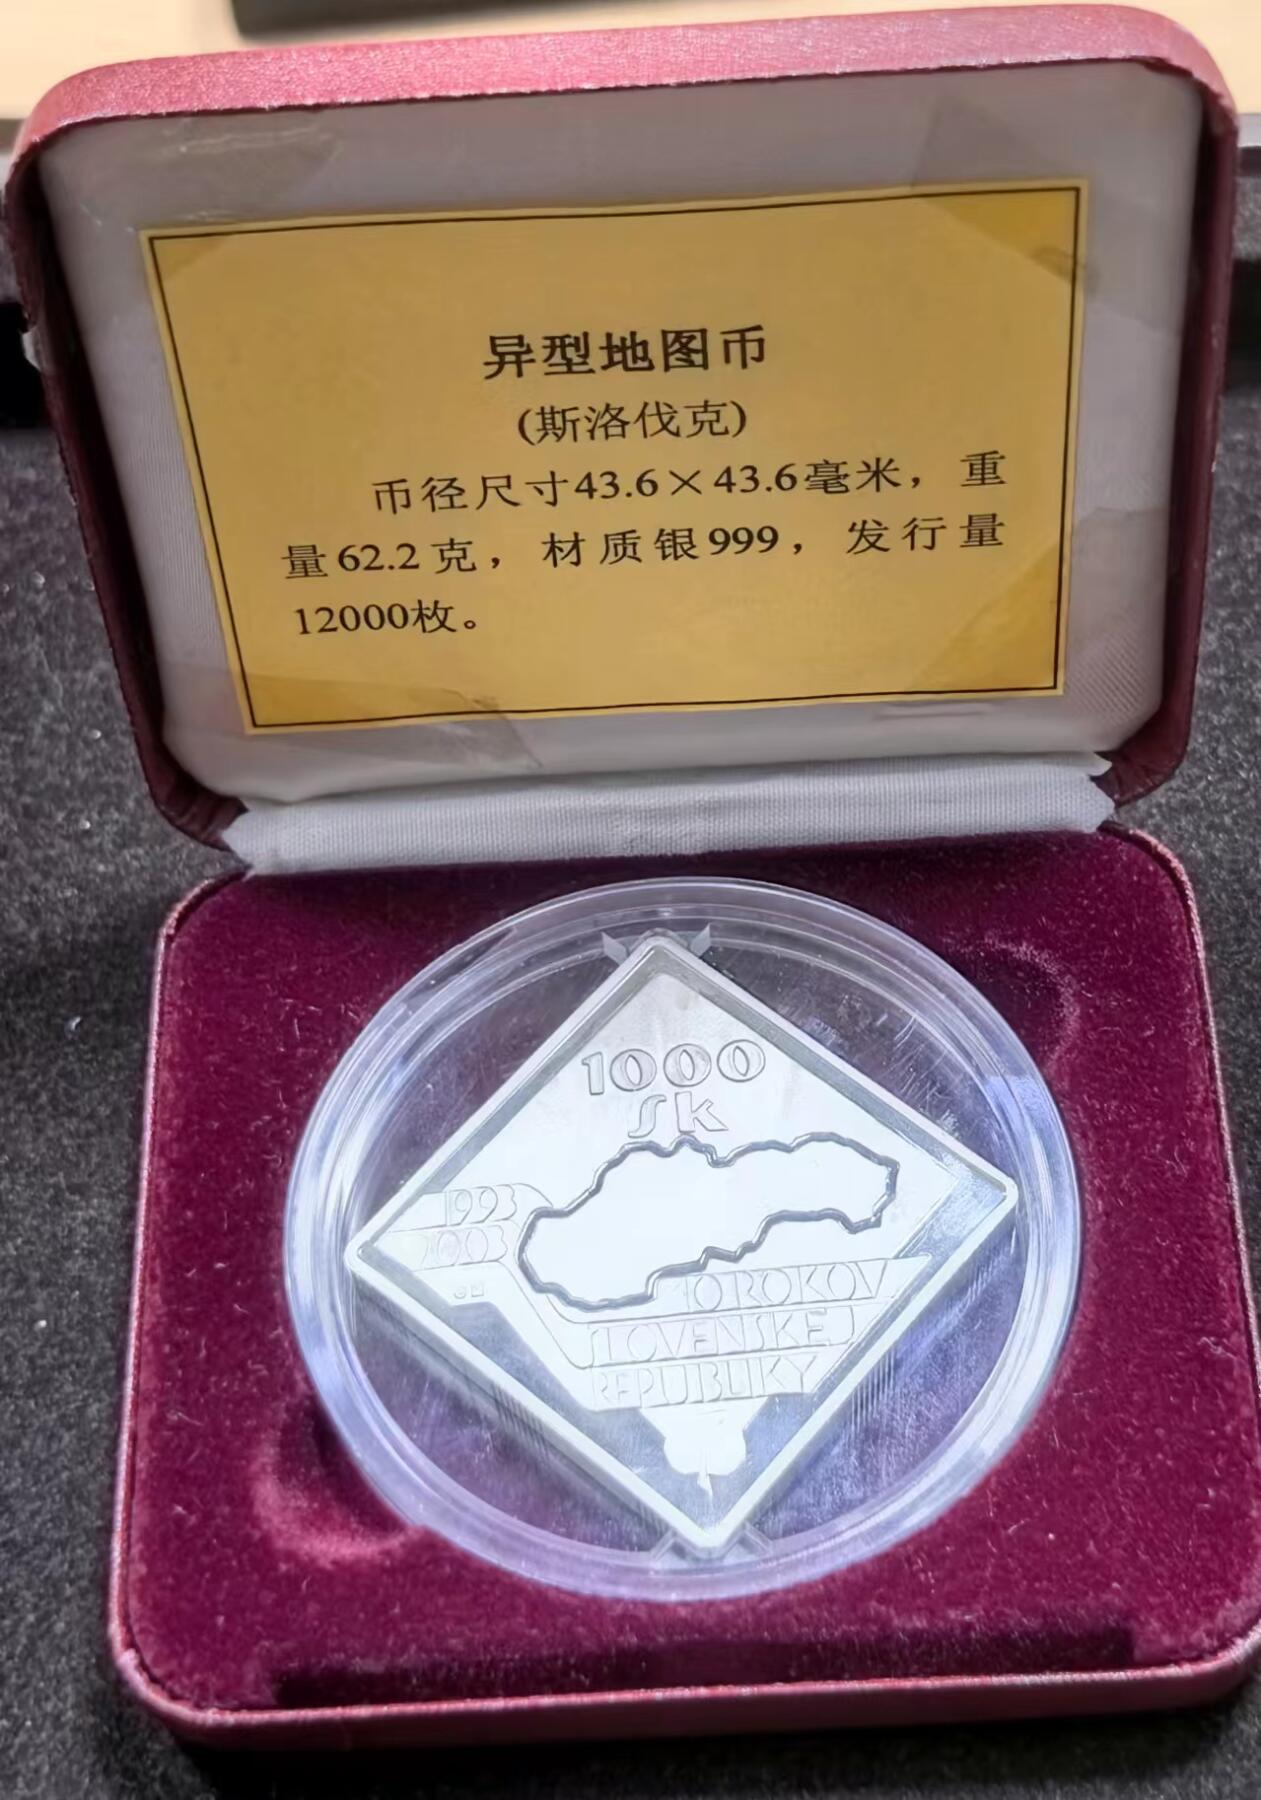 异型地图币
(斯洛伐克)
币径尺寸43.6×43.6毫米，重
量62.2克，材质银999，发行量
12000枚。
1000
Sk
1993
2003
10 ROKOV
SLOVENSKEJ
REPUBLIKY